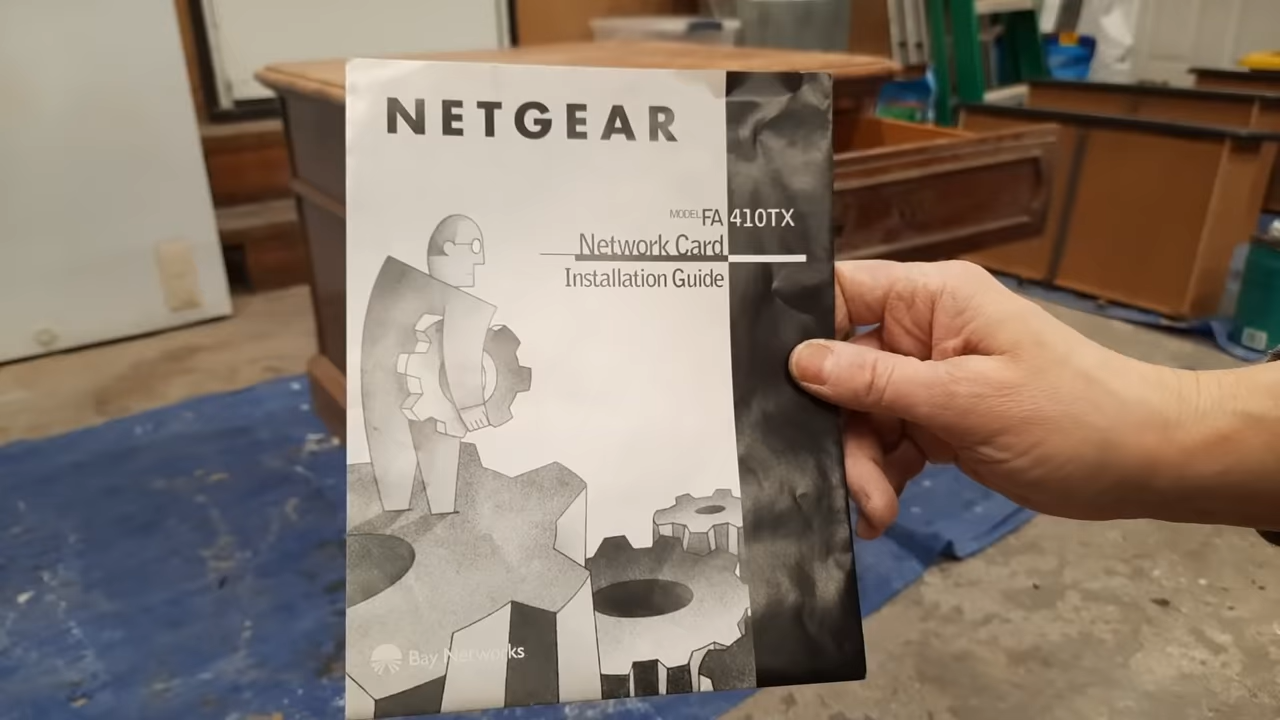 NETGEAR
MODEL FA 410TX
Network Card
Installation Guide
Bay Networks